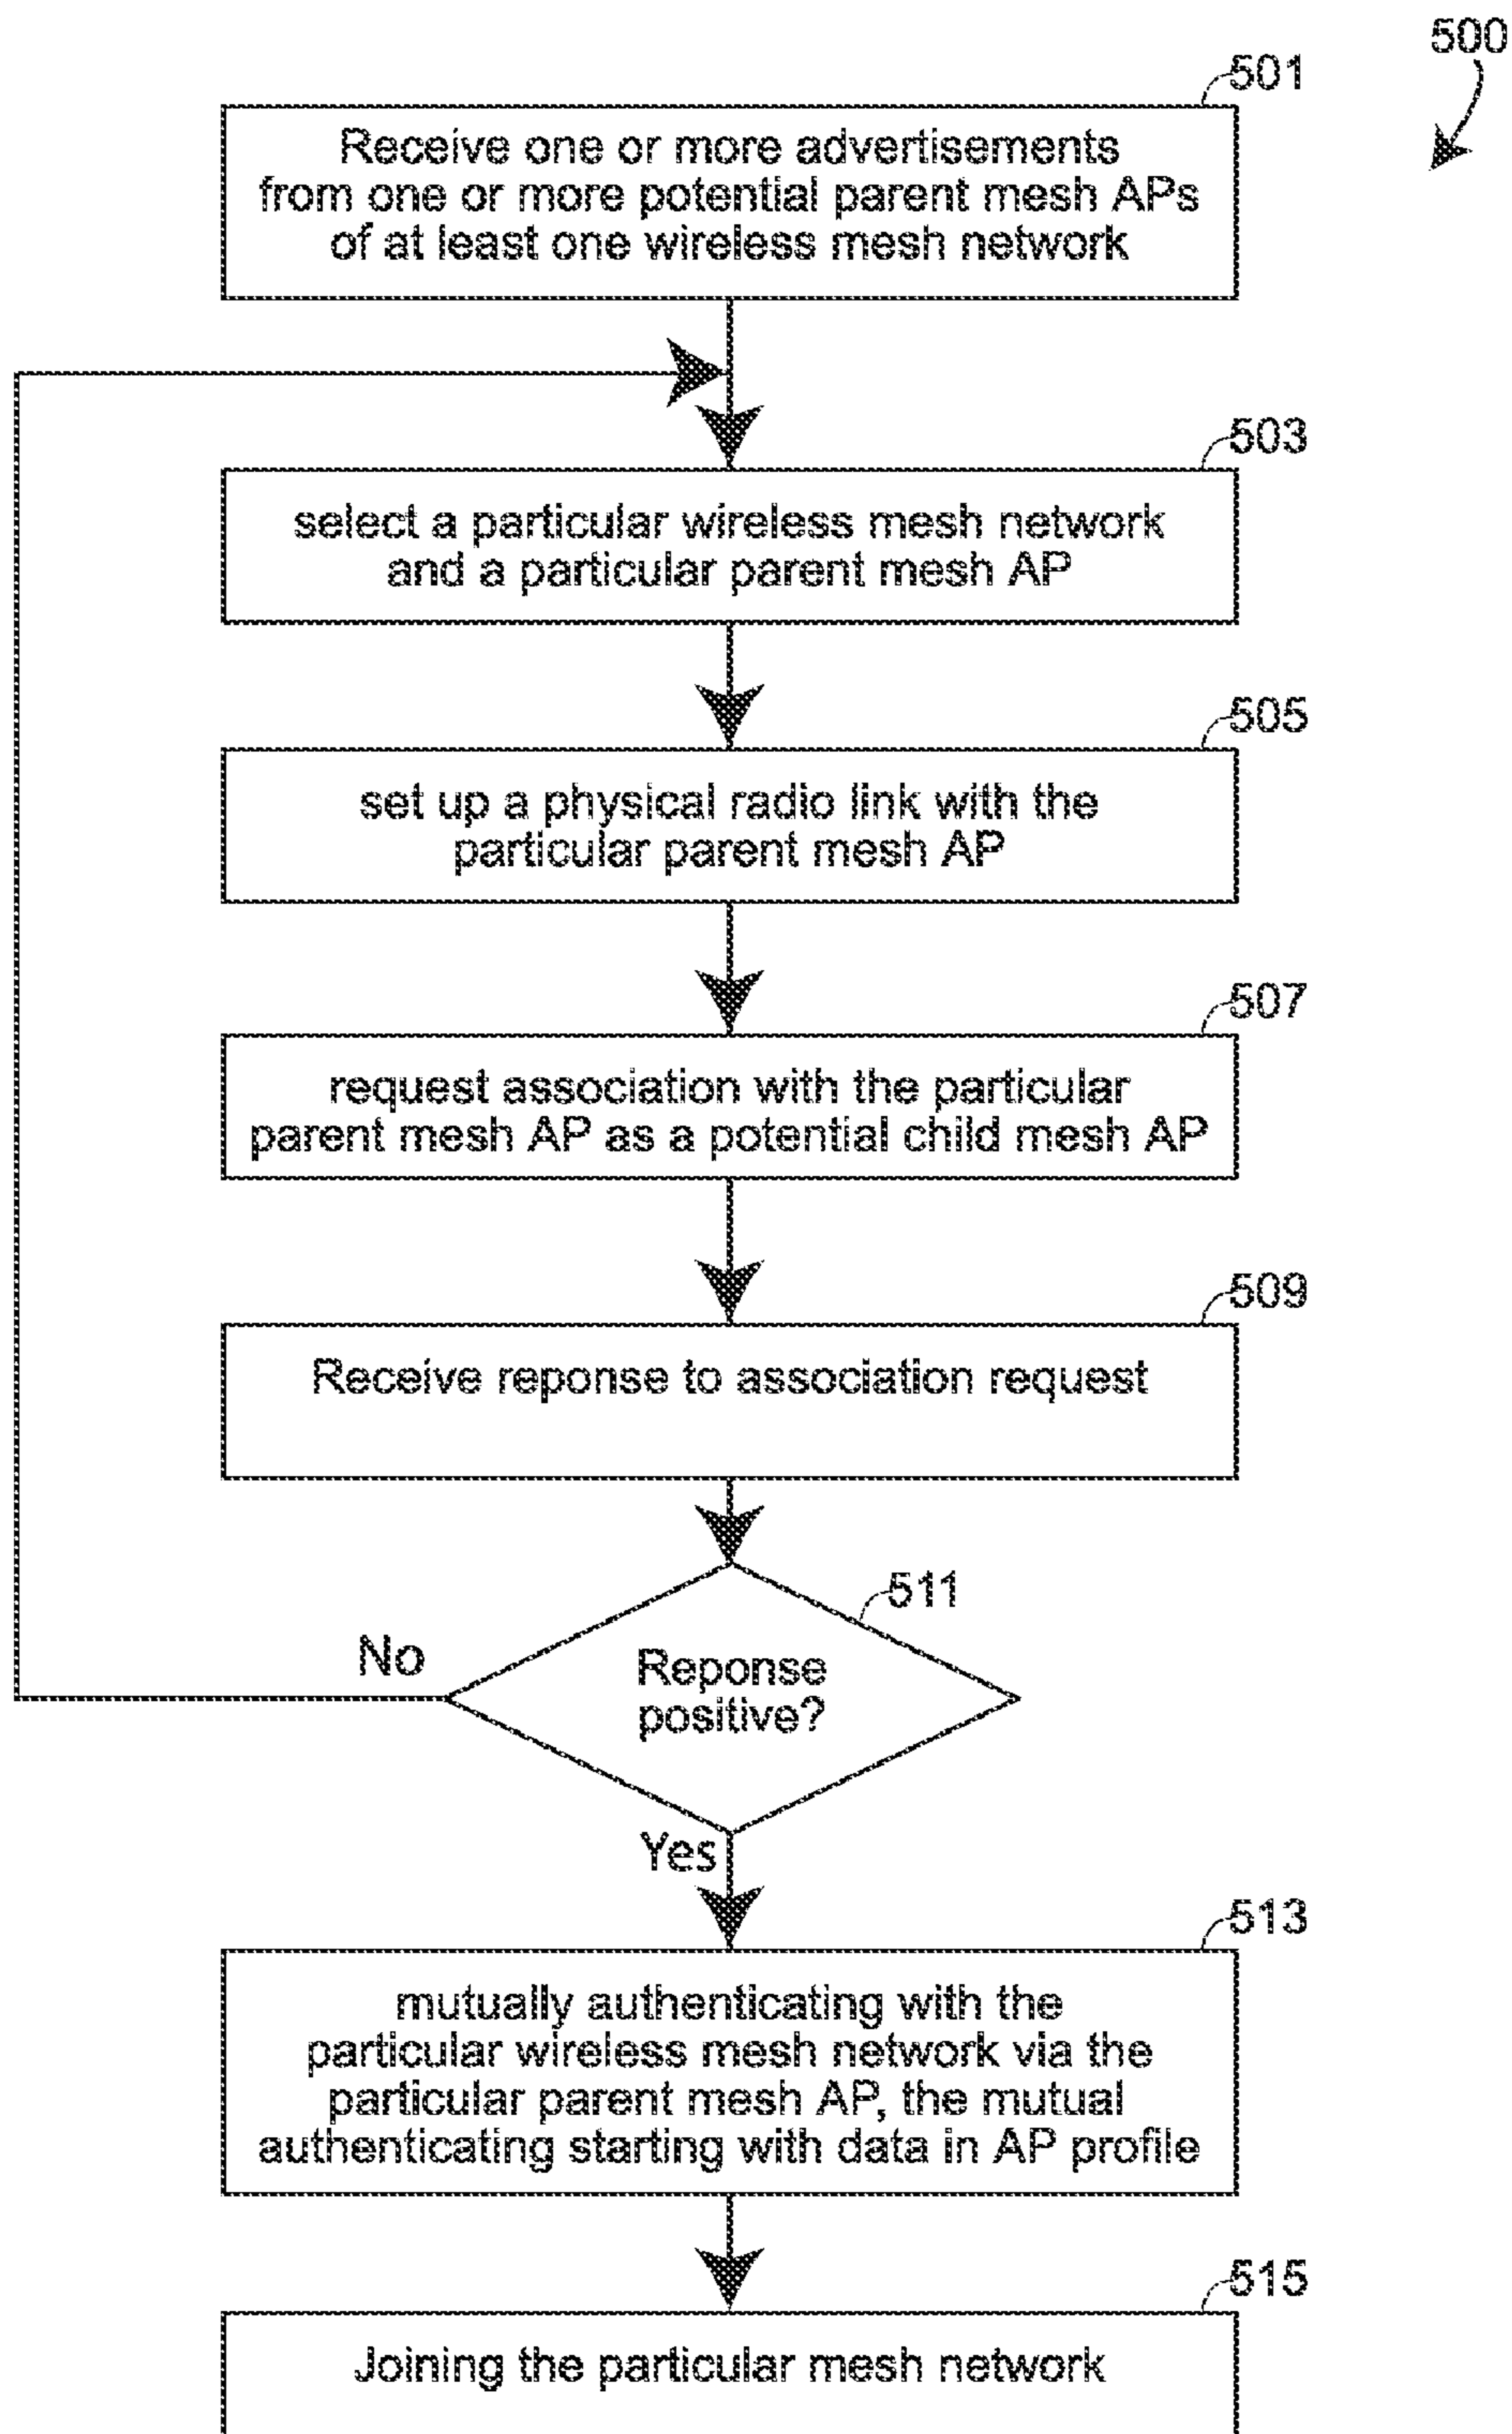 500
501
Receive one or more advertisements
from one or more potential parent mesh APs
of at least one wireless mesh network
503
select a particular wireless mesh network
and a particular parent mesh AP
505
set up a physical radio link with the
particular parent mesh AP
507
request association with the particular
parent mesh AP as a potential child mesh AP
509
Receive reponse to association request
511
No
Reponse
positive?
Yes
513
mutually authenticating with the
particular wireless mesh network via the
particular parent mesh AP, the mutual
authenticating starting with data in AP profile
515
Joining the particular mesh network